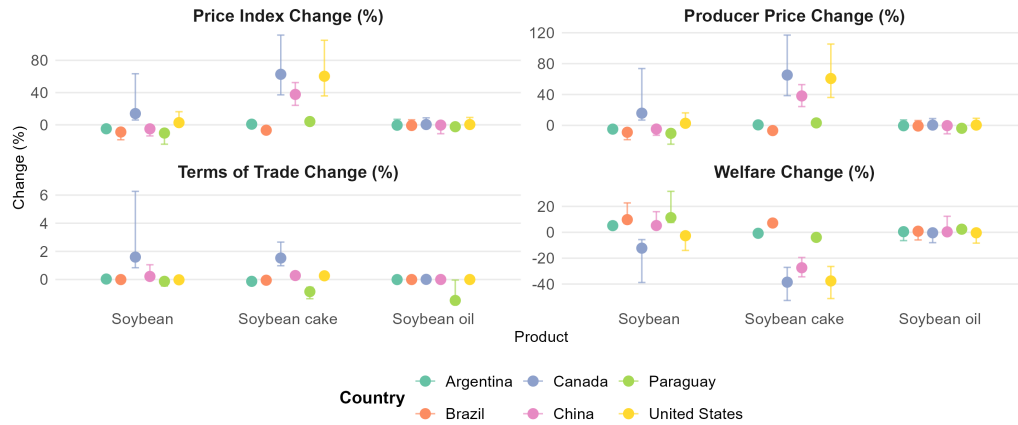 Price Index Change (%)
Producer Price Change (%)
80
40
0
120
80
40
0
Change (%)
Terms of Trade Change (%)
Welfare Change (%)
6
4
2
0
20
0
-20
-40
Soybean Soybean cake Soybean oil
Soybean Soybean cake Soybean oil
Product
Country
Argentina Canada Paraguay
Brazil China United States